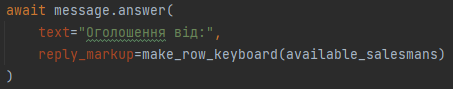 await message.answer(
    text="Оголошення від:",
    reply_markup=make_row_keyboard(available_salesmans)
)